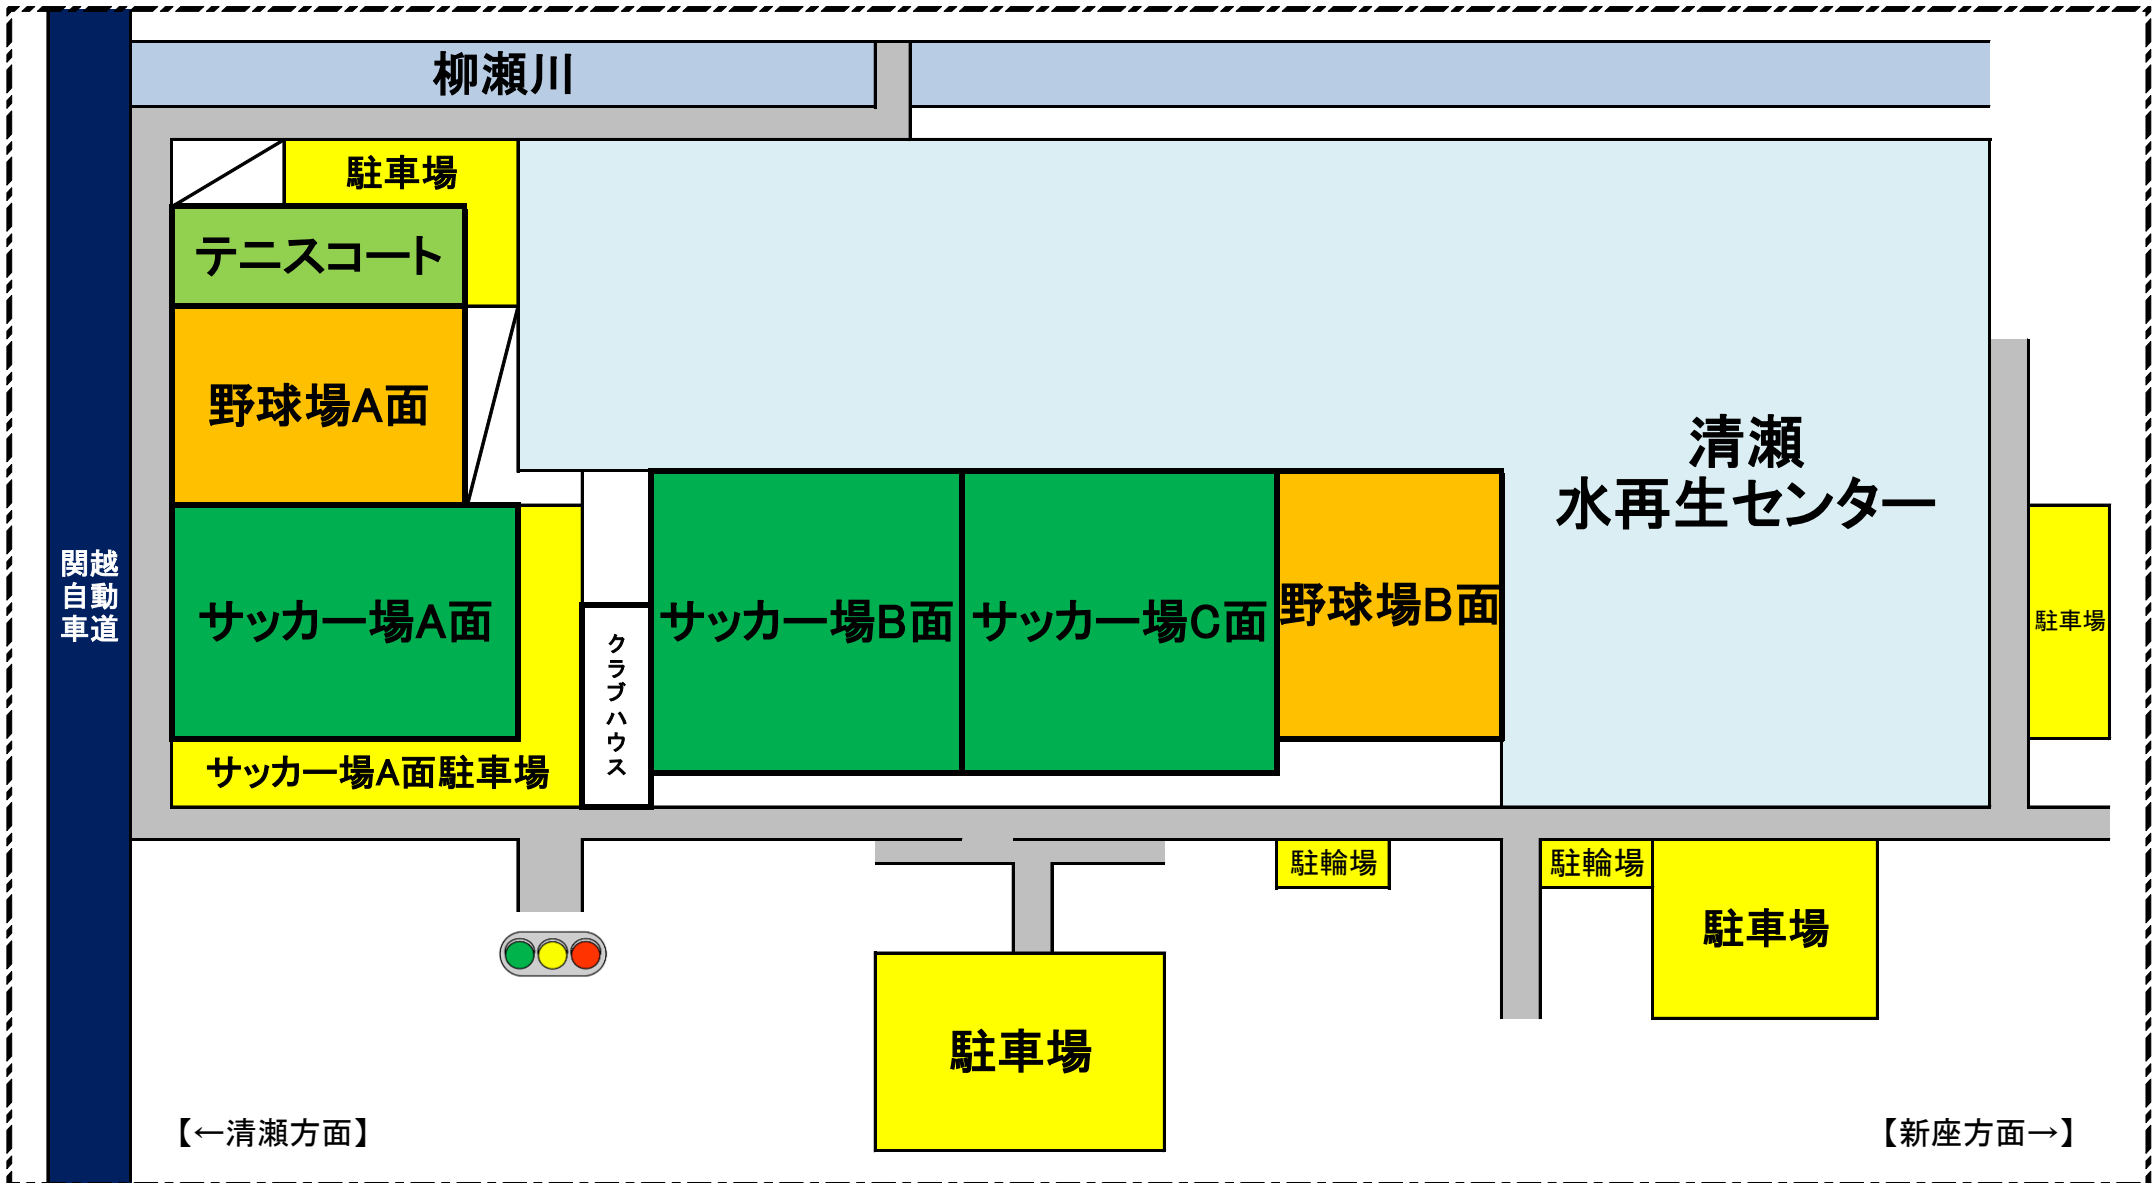 柳瀬川
駐車場
テニスコート
野球場A面
清瀬
水再生センター
関越
自動
車道
サッカー場A面
クラブハウス
サッカー場B面
サッカー場C面
野球場B面
駐車場
サッカー場A面駐車場
駐輪場
駐輪場
駐車場
駐車場
【←清瀬方面】
【新座方面→】